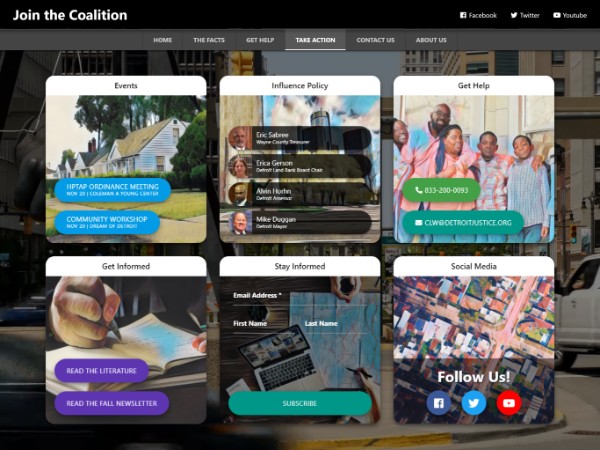 Join the Coalition
Facebook
Twitter
Youtube
HOME
THE FACTS
GET HELP
TAKE ACTION
CONTACT US
ABOUT US
Events
HPTAP ORDINANCE MEETING
NOV 20 | COLEMAN A YOUNG CENTER
COMMUNITY WORKSHOP
NOV 23 | DREAM OF DETROIT
Influence Policy
Eric Sabree
Wayne County Treasurer
Erica Gerson
Detroit Land Bank Board Chair
Alvin Horhn
Detroit Assessor
Mike Duggan
Detroit Mayor
Get Help
833-200-0093
CLW@DETROITJUSTICE.ORG
Get Informed
READ THE LITERATURE
READ THE FALL NEWSLETTER
Stay Informed
Email Address *
First Name
Last Name
SUBSCRIBE
Social Media
Follow Us!